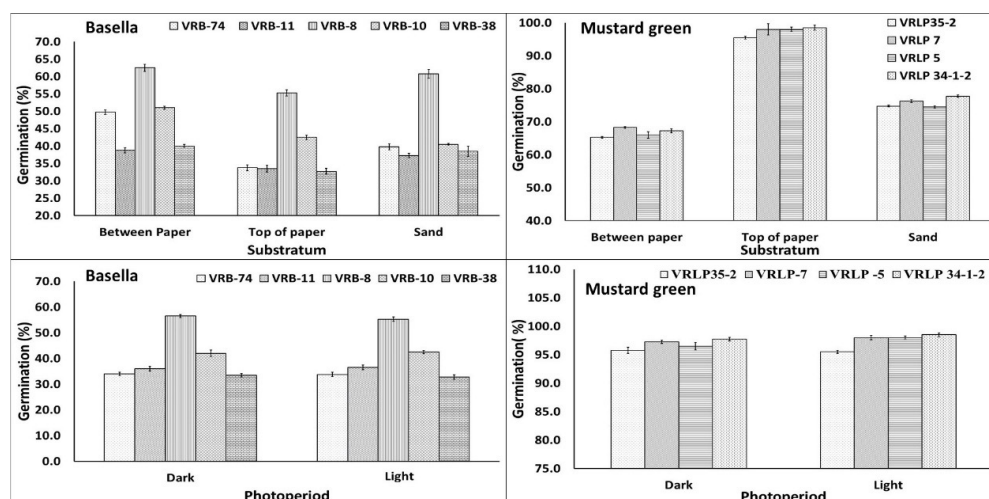 Basella
VRB-74 VRB-11 VRB-8 VRB-10 VRB-38
Germination (%)
70.0
65.0
60.0
55.0
50.0
45.0
40.0
35.0
30.0
25.0
20.0
Between Paper Top of paper Sand
Substratum
Mustard green
VRLP35-2
VRLP 7
VRLP 5
VRLP 34-1-2
Germination (%)
100.0
90.0
80.0
70.0
60.0
50.0
40.0
Between paper Top of paper Sand
Substratum
Basella
VRB-74 VRB-11 VRB-8 VRB-10 VRB-38
Germination (%)
70.0
60.0
50.0
40.0
30.0
20.0
10.0
0.0
Dark Light
Photoperiod
VRLP35-2 VRLP-7 VRLP -5 VRLP 34-1-2
Mustard green
Germination( %)
110.0
105.0
100.0
95.0
90.0
85.0
80.0
75.0
Dark Light
Photoperiod